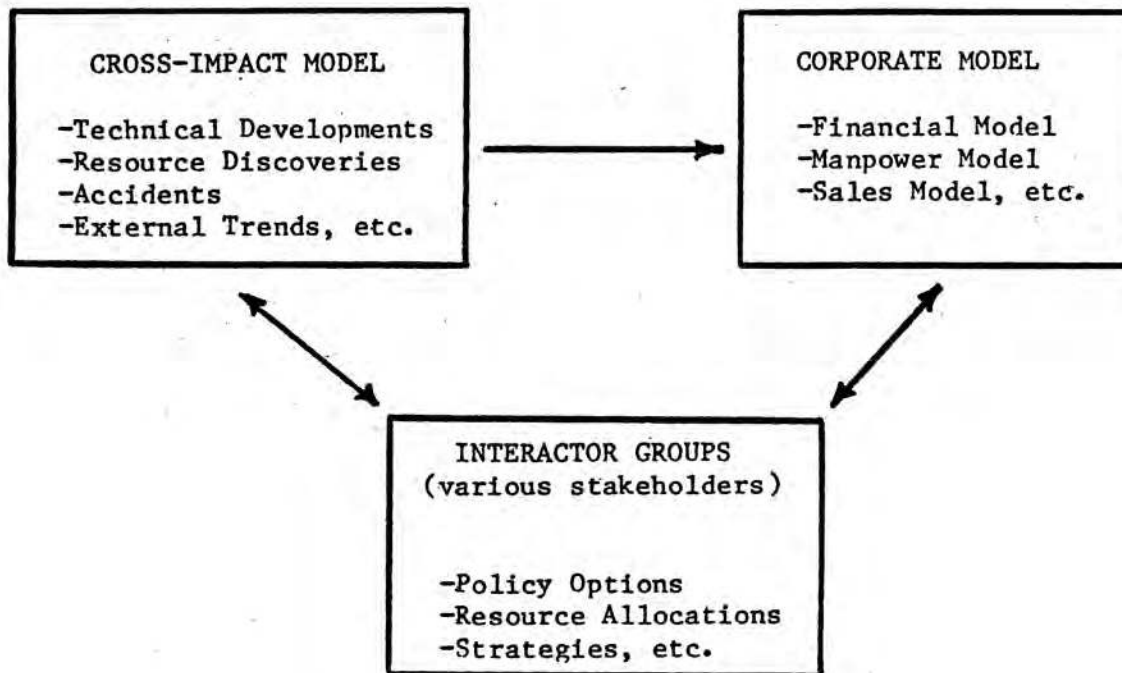 CROSS-IMPACT MODEL
-Technical Developments
-Resource Discoveries
-Accidents
-External Trends, etc.
CORPORATE MODEL
-Financial Model
-Manpower Model
-Sales Model, etc.
INTERACTOR GROUPS
(various stakeholders)
-Policy Options
-Resource Allocations
-Strategies, etc.